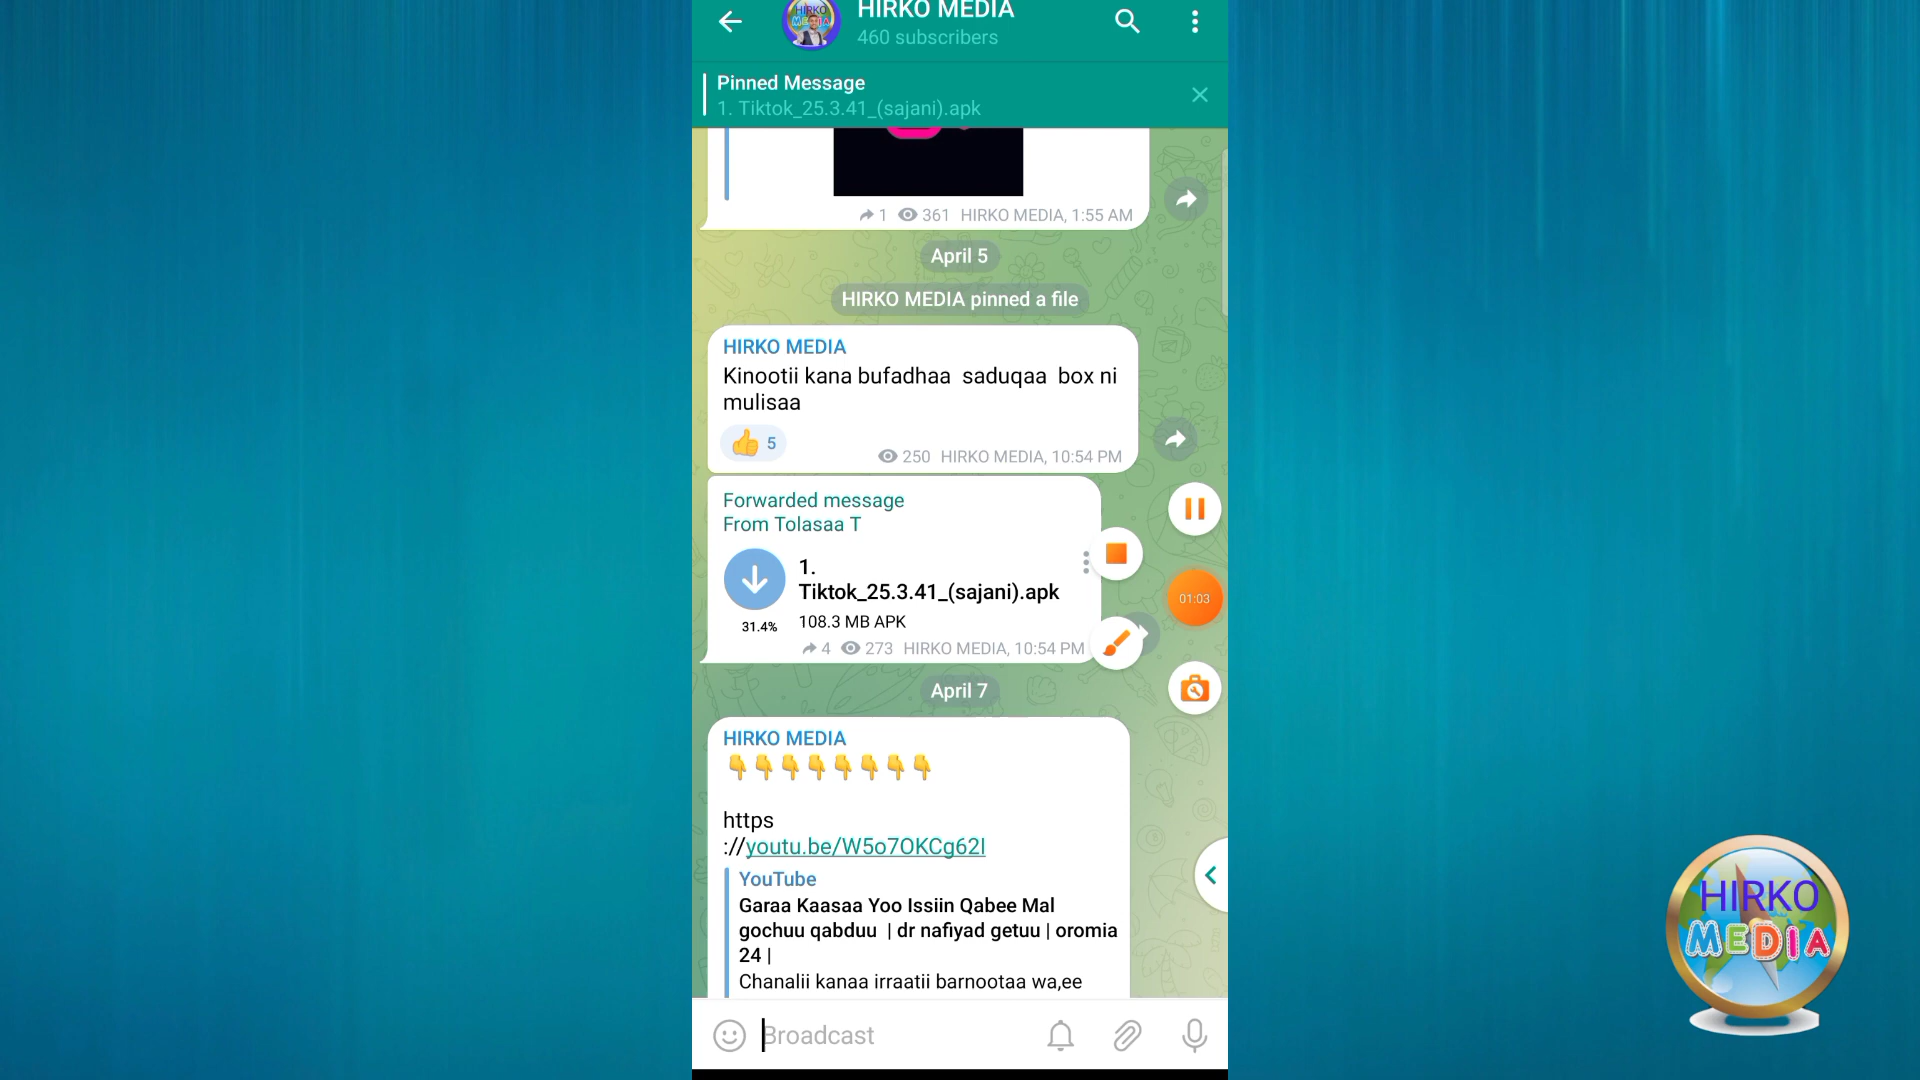 HIRKO MEDIA
460 subscribers
Pinned Message
1. Tiktok_25.3.41_(sajani).apk
1 361 HIRKO MEDIA, 1:55 AM
April 5
HIRKO MEDIA pinned a file
HIRKO MEDIA
Kinootii kana bufadhaa saduqaa box ni
mulisaa
👍 5
250 HIRKO MEDIA, 10:54 PM
Forwarded message
From Tolasaa T
1.
Tiktok_25.3.41_(sajani).apk
31.4%
108.3 MB APK
4 273 HIRKO MEDIA, 10:54 PM
01:03
April 7
HIRKO MEDIA
👇👇👇👇👇👇👇👇
https
://youtu.be/W5o7OKCg62I
YouTube
Garaa Kaasaa Yoo Issiin Qabee Mal
gochuu qabduu | dr nafiyad getuu | oromia
24 |
Chanalii kanaa irraatii barnootaa wa,ee
Broadcast
HIRKO
MEDIA